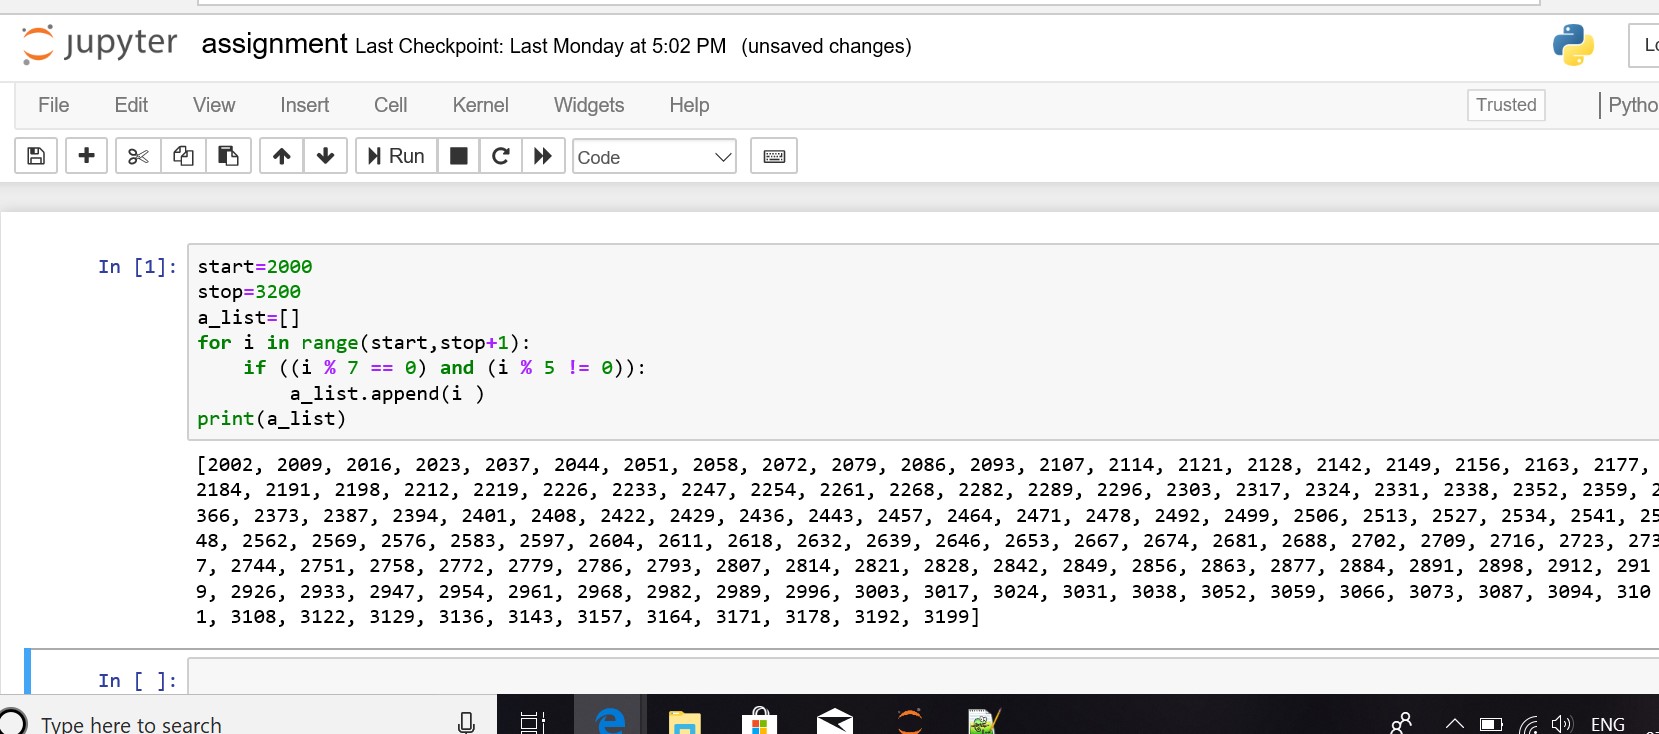 jupyter assignment Last Checkpoint: Last Monday at 5:02 PM (unsaved changes)
File Edit View Insert Cell Kernel Widgets Help Trusted
Run Code
In [1]: start=2000
stop=3200
a_list=[]
for i in range(start,stop+1):
    if ((i % 7 == 0) and (i % 5 != 0)):
        a_list.append(i )
print(a_list)
[2002, 2009, 2016, 2023, 2037, 2044, 2051, 2058, 2072, 2079, 2086, 2093, 2107, 2114, 2121, 2128, 2142, 2149, 2156, 2163, 2177,
2184, 2191, 2198, 2212, 2219, 2226, 2233, 2247, 2254, 2261, 2268, 2282, 2289, 2296, 2303, 2317, 2324, 2331, 2338, 2352, 2359, 2
366, 2373, 2387, 2394, 2401, 2408, 2422, 2429, 2436, 2443, 2457, 2464, 2471, 2478, 2492, 2499, 2506, 2513, 2527, 2534, 2541, 25
48, 2562, 2569, 2576, 2583, 2597, 2604, 2611, 2618, 2632, 2639, 2646, 2653, 2667, 2674, 2681, 2688, 2702, 2709, 2716, 2723, 273
7, 2744, 2751, 2758, 2772, 2779, 2786, 2793, 2807, 2814, 2821, 2828, 2842, 2849, 2856, 2863, 2877, 2884, 2891, 2898, 2912, 291
9, 2926, 2933, 2947, 2954, 2961, 2968, 2982, 2989, 2996, 3003, 3017, 3024, 3031, 3038, 3052, 3059, 3066, 3073, 3087, 3094, 310
1, 3108, 3122, 3129, 3136, 3143, 3157, 3164, 3171, 3178, 3192, 3199]
In [ ]:
Type here to search ENG